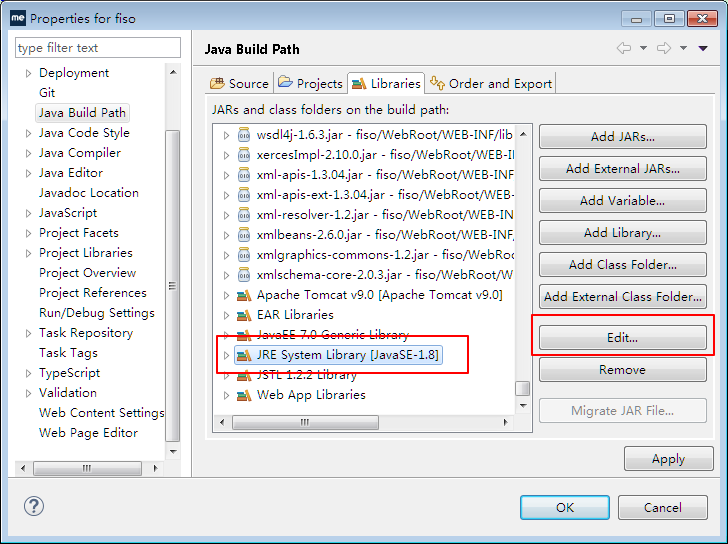 me Properties for fiso
type filter text
Deployment
Git
Java Build Path
Java Code Style
Java Compiler
Java Editor
Javadoc Location
JavaScript
Project Facets
Project Libraries
Project Overview
Project References
Run/Debug Settings
Task Repository
Task Tags
TypeScript
Validation
Web Content Settings
Web Page Editor
Java Build Path
Source Projects Libraries Order and Export
JARs and class folders on the build path:
wsdl4j-1.6.3.jar - fiso/WebRoot/WEB-INF/lib
xercesImpl-2.10.0.jar - fiso/WebRoot/WEB-INF
xml-apis-1.3.04.jar - fiso/WebRoot/WEB-INF/
xml-apis-ext-1.3.04.jar - fiso/WebRoot/WEB-
xml-resolver-1.2.jar - fiso/WebRoot/WEB-INF
xmlbeans-2.6.0.jar - fiso/WebRoot/WEB-INF/
xmlgraphics-commons-1.2.jar - fiso/WebRoot
xmlschema-core-2.0.3.jar - fiso/WebRoot/WE
Apache Tomcat v9.0 [Apache Tomcat v9.0]
EAR Libraries
JavaEE 7.0 Generic Library
JRE System Library [JavaSE-1.8]
JSTL 1.2.2 Library
Web App Libraries
Add JARs...
Add External JARs...
Add Variable...
Add Library...
Add Class Folder...
Add External Class Folder...
Edit...
Remove
Migrate JAR File...
Apply
OK
Cancel